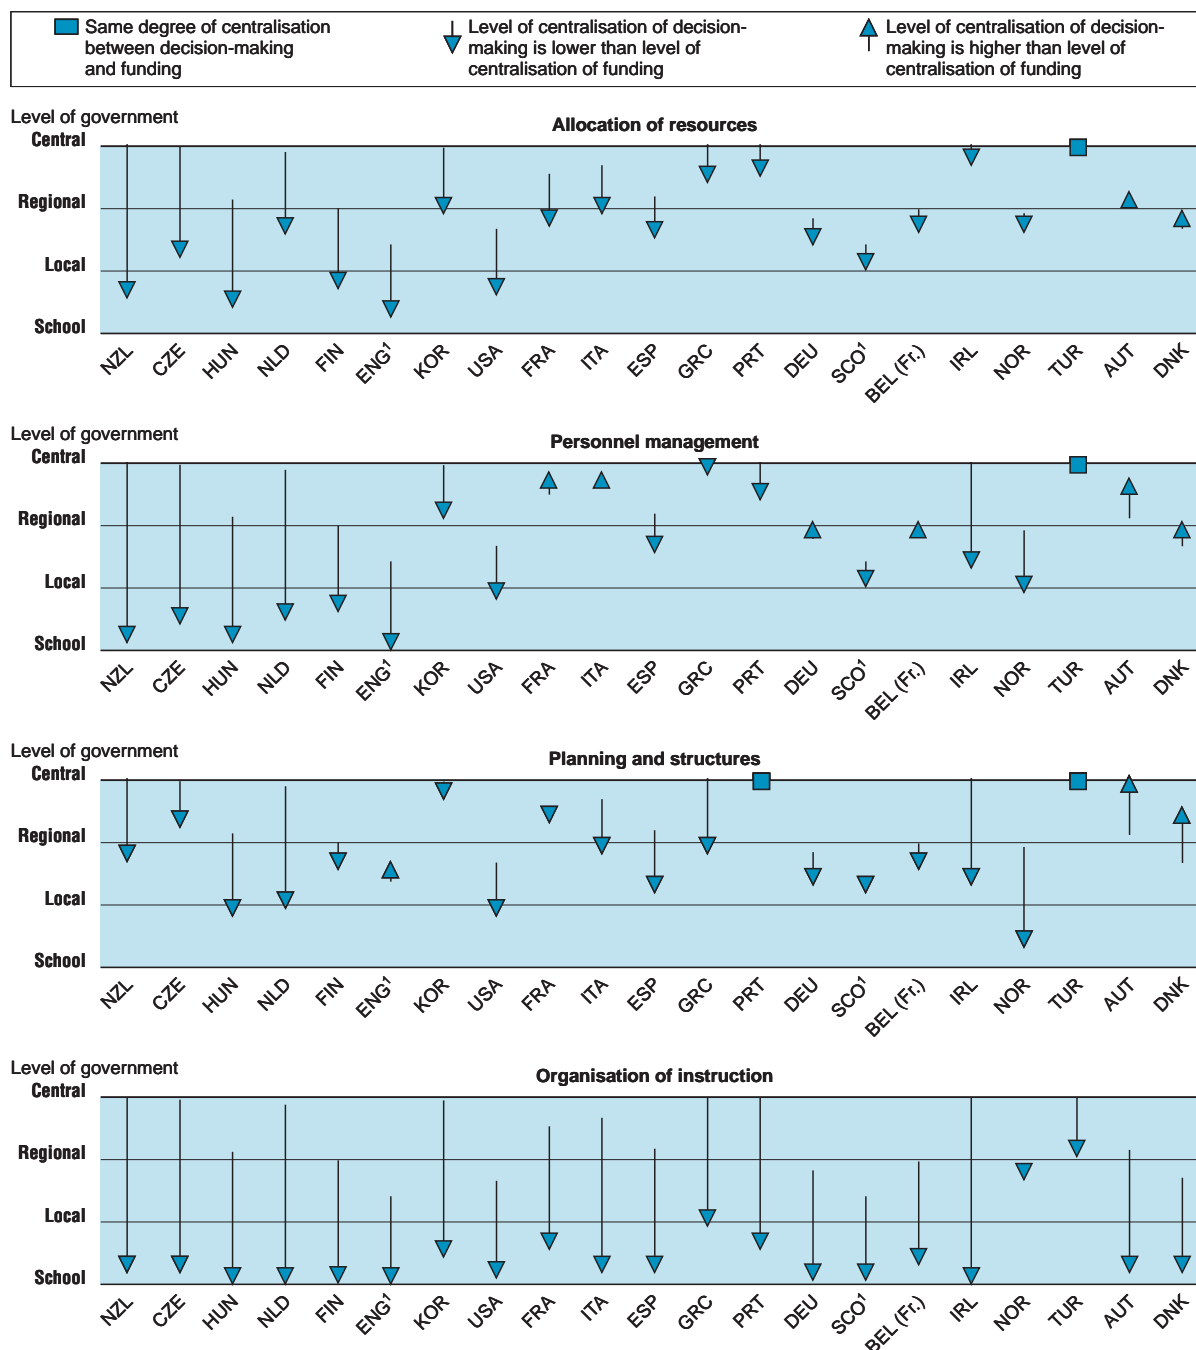 Same degree of centralisation
between decision-making
and funding
Level of centralisation of decision-
making is lower than level of
centralisation of funding
Level of centralisation of decision-
making is higher than level of
centralisation of funding
Level of government
Allocation of resources
Central
Regional
Local
School
NZL CZE HUN NLD FIN ENG¹ KOR USA FRA ITA ESP GRC PRT DEU SCO¹ BEL (Fr.) IRL NOR TUR AUT DNK
Level of government
Personnel management
Central
Regional
Local
School
NZL CZE HUN NLD FIN ENG¹ KOR USA FRA ITA ESP GRC PRT DEU SCO¹ BEL (Fr.) IRL NOR TUR AUT DNK
Level of government
Planning and structures
Central
Regional
Local
School
NZL CZE HUN NLD FIN ENG¹ KOR USA FRA ITA ESP GRC PRT DEU SCO¹ BEL (Fr.) IRL NOR TUR AUT DNK
Level of government
Organisation of instruction
Central
Regional
Local
School
NZL CZE HUN NLD FIN ENG¹ KOR USA FRA ITA ESP GRC PRT DEU SCO¹ BEL (Fr.) IRL NOR TUR AUT DNK